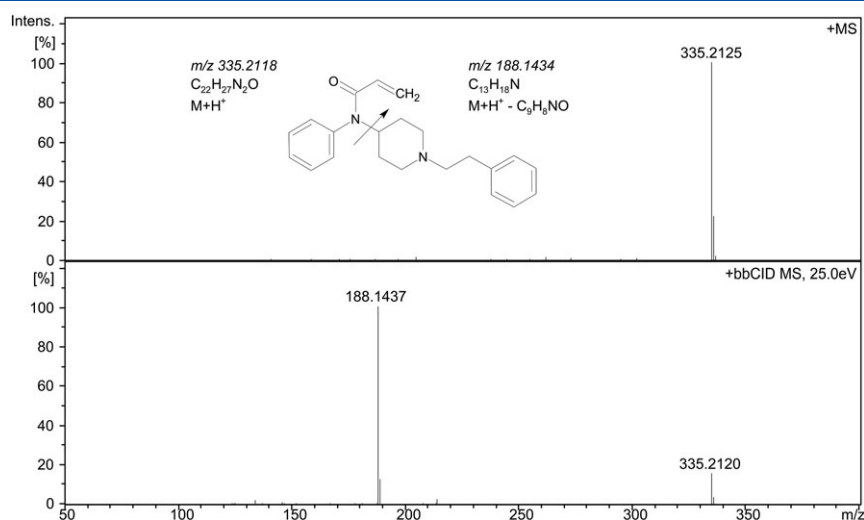 Intens.
[%]
+MS
335.2125
m/z 335.2118
C₂₂H₂₇N₂O
M+H⁺
m/z 188.1434
C₁₃H₁₈N
M+H⁺ - C₉H₈NO
O
CH₂
N
N
100
80
60
40
20
0
[%]
+bbCID MS, 25.0eV
188.1437
335.2120
100
80
60
40
20
0
50 100 150 200 250 300 350 m/z